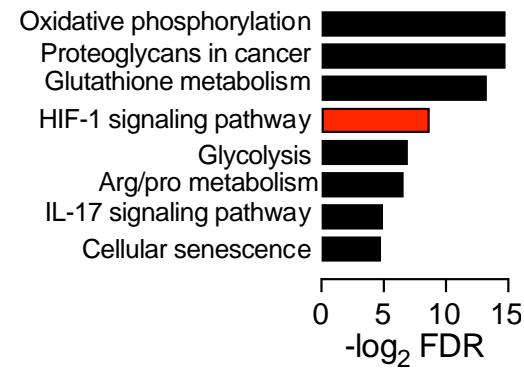 Oxidative phosphorylation
Proteoglycans in cancer
Glutathione metabolism
HIF-1 signaling pathway
Glycolysis
Arg/pro metabolism
IL-17 signaling pathway
Cellular senescence
0 5 10 15
-log₂ FDR